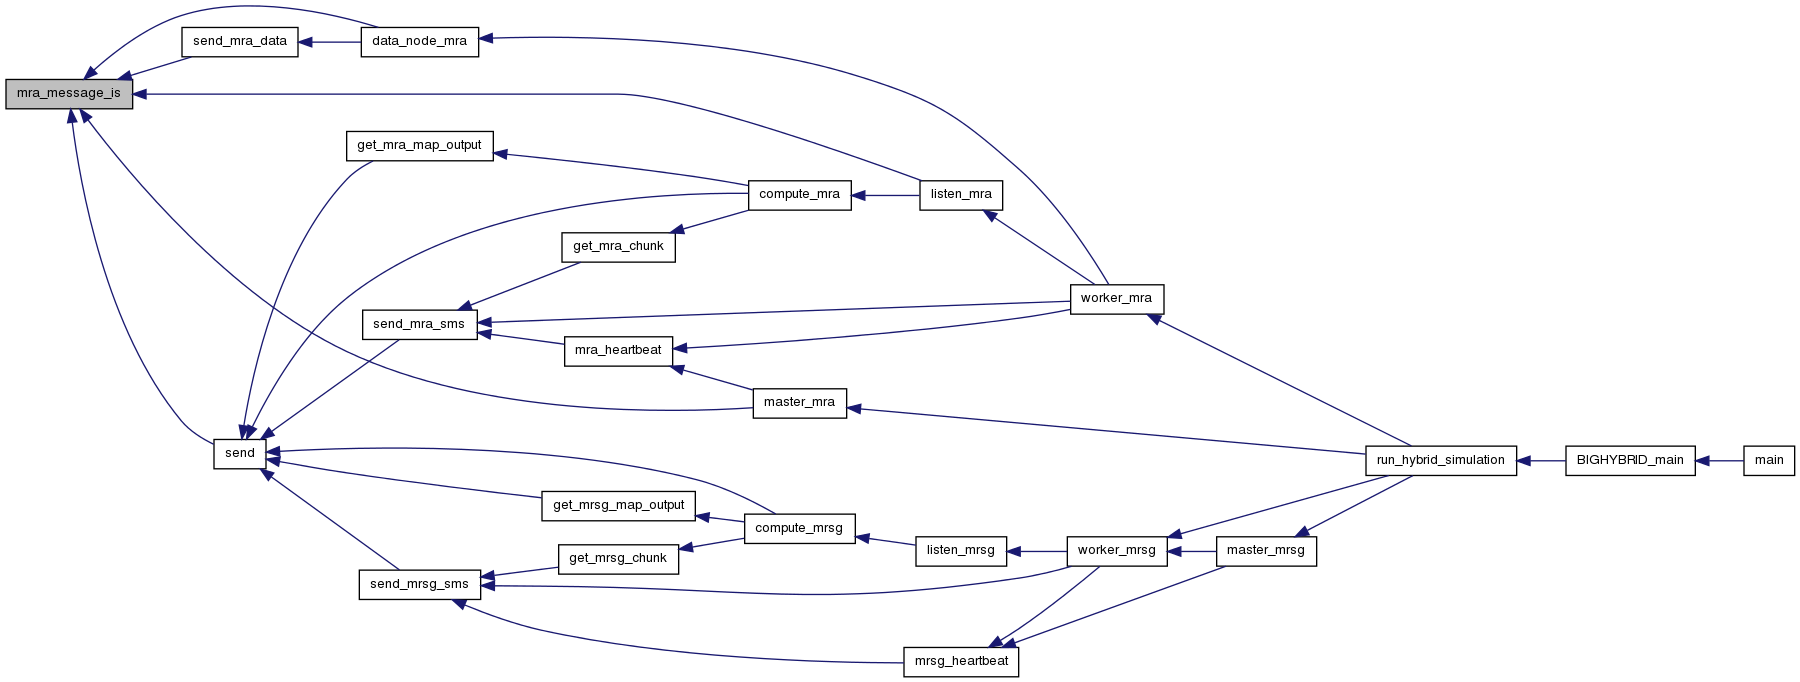 mra_message_is
send_mra_data
data_node_mra
get_mra_map_output
compute_mra
listen_mra
get_mra_chunk
worker_mra
send_mra_sms
mra_heartbeat
master_mra
send
run_hybrid_simulation
BIGHYBRID_main
main
get_mrsg_map_output
compute_mrsg
get_mrsg_chunk
listen_mrsg
worker_mrsg
master_mrsg
send_mrsg_sms
mrsg_heartbeat